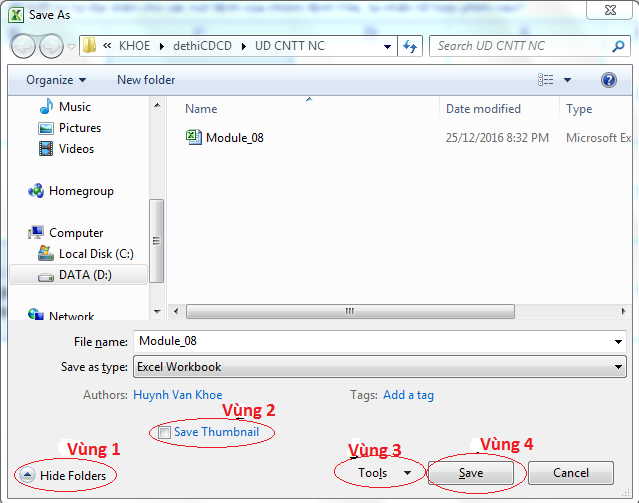 Save As
« KHOE ▸ dethiCDCD ▸ UD CNTT NC
Search UD CNTT NC
Organize
New folder
Music
Pictures
Videos
Homegroup
Computer
Local Disk (C:)
DATA (D:)
Network
Name
Date modified
Type
Module_08
25/12/2016 8:32 PM
Microsoft Ex
File name: Module_08
Save as type: Excel Workbook
Authors: Huynh Van Khoe
Tags: Add a tag
Vùng 2
Save Thumbnail
Vùng 1
Vùng 3
Vùng 4
Hide Folders
Tools
Save
Cancel